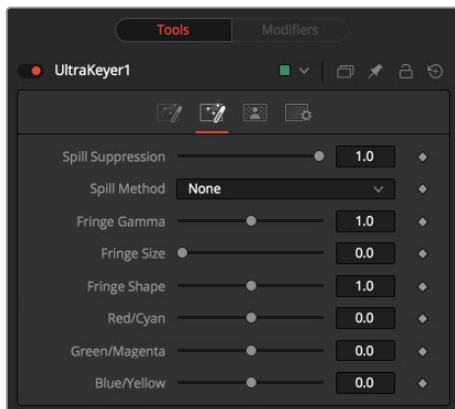 Tools Modifiers
UltraKeyer1
Spill Suppression 1.0
Spill Method None
Fringe Gamma 1.0
Fringe Size 0.0
Fringe Shape 1.0
Red/Cyan 0.0
Green/Magenta 0.0
Blue/Yellow 0.0